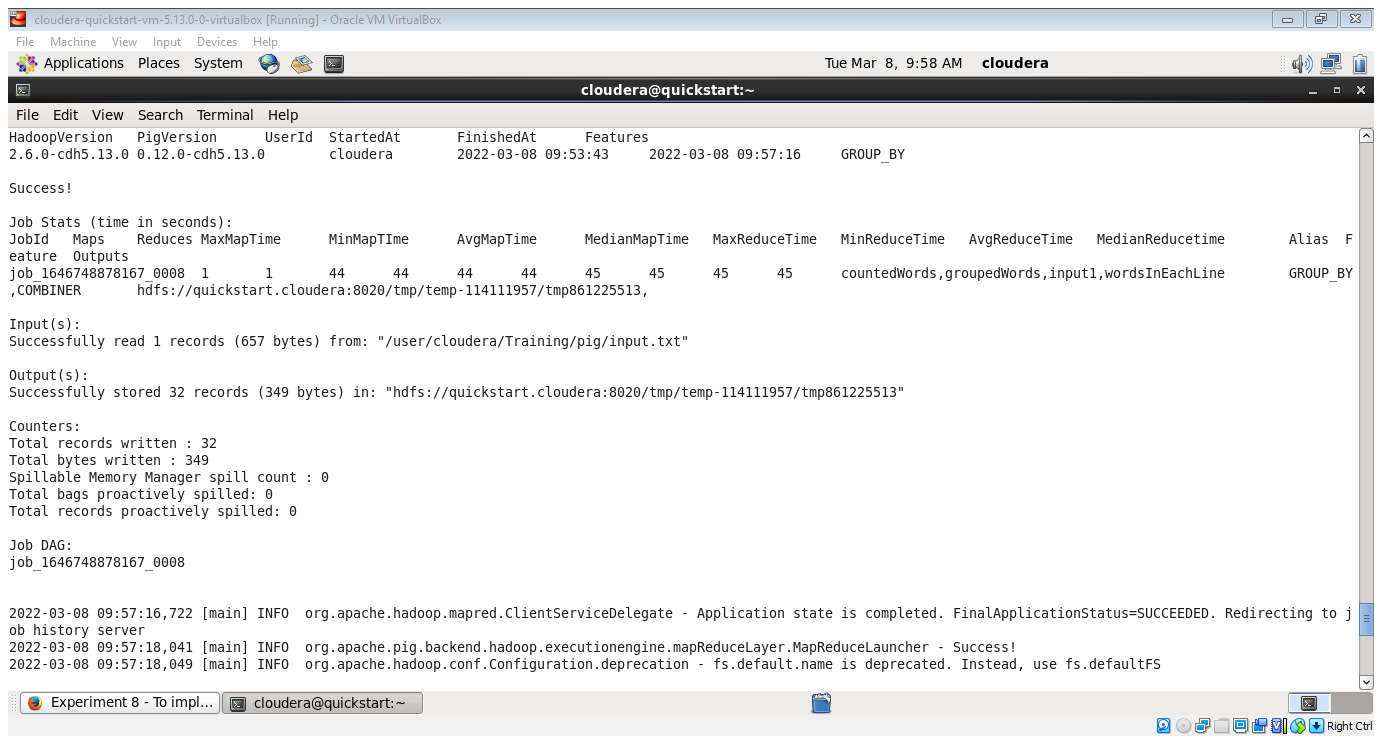 cloudera-quickstart-vm-5.13.0-0-virtualbox [Running] - Oracle VM VirtualBox
File Machine View Input Devices Help
Applications Places System Tue Mar 8, 9:58 AM cloudera
cloudera@quickstart:~
File Edit View Search Terminal Help
HadoopVersion PigVersion UserId StartedAt FinishedAt Features
2.6.0-cdh5.13.0 0.12.0-cdh5.13.0 cloudera 2022-03-08 09:53:43 2022-03-08 09:57:16 GROUP_BY
Success!
Job Stats (time in seconds):
JobId Maps Reduces MaxMapTime MinMapTIme AvgMapTime MedianMapTime MaxReduceTime MinReduceTime AvgReduceTime MedianReducetime Alias F
eature Outputs
job_1646748878167_0008 1 1 44 44 44 44 45 45 45 45 countedWords,groupedWords,input1,wordsInEachLine GROUP_BY
,COMBINER hdfs://quickstart.cloudera:8020/tmp/temp-114111957/tmp861225513,
Input(s):
Successfully read 1 records (657 bytes) from: "/user/cloudera/Training/pig/input.txt"
Output(s):
Successfully stored 32 records (349 bytes) in: "hdfs://quickstart.cloudera:8020/tmp/temp-114111957/tmp861225513"
Counters:
Total records written : 32
Total bytes written : 349
Spillable Memory Manager spill count : 0
Total bags proactively spilled: 0
Total records proactively spilled: 0
Job DAG:
job_1646748878167_0008
2022-03-08 09:57:16,722 [main] INFO org.apache.hadoop.mapred.ClientServiceDelegate - Application state is completed. FinalApplicationStatus=SUCCEEDED. Redirecting to j
ob history server
2022-03-08 09:57:18,041 [main] INFO org.apache.pig.backend.hadoop.executionengine.mapReduceLayer.MapReduceLauncher - Success!
2022-03-08 09:57:18,049 [main] INFO org.apache.hadoop.conf.Configuration.deprecation - fs.default.name is deprecated. Instead, use fs.defaultFS
Experiment 8 - To impl... cloudera@quickstart:~
Right Ctrl